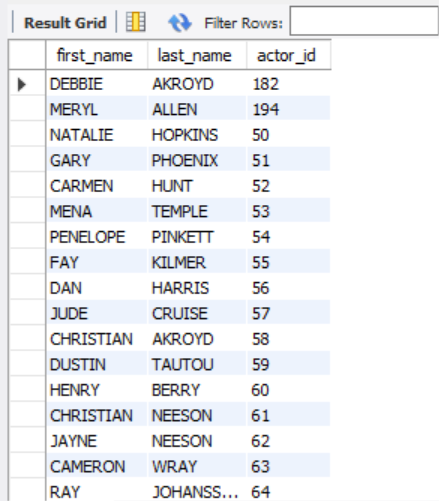 Result Grid Filter Rows:
first_name last_name actor_id
DEBBIE AKROYD 182
MERYL ALLEN 194
NATALIE HOPKINS 50
GARY PHOENIX 51
CARMEN HUNT 52
MENA TEMPLE 53
PENELOPE PINKETT 54
FAY KILMER 55
DAN HARRIS 56
JUDE CRUISE 57
CHRISTIAN AKROYD 58
DUSTIN TAUTOU 59
HENRY BERRY 60
CHRISTIAN NEESON 61
JAYNE NEESON 62
CAMERON WRAY 63
RAY JOHANSS... 64